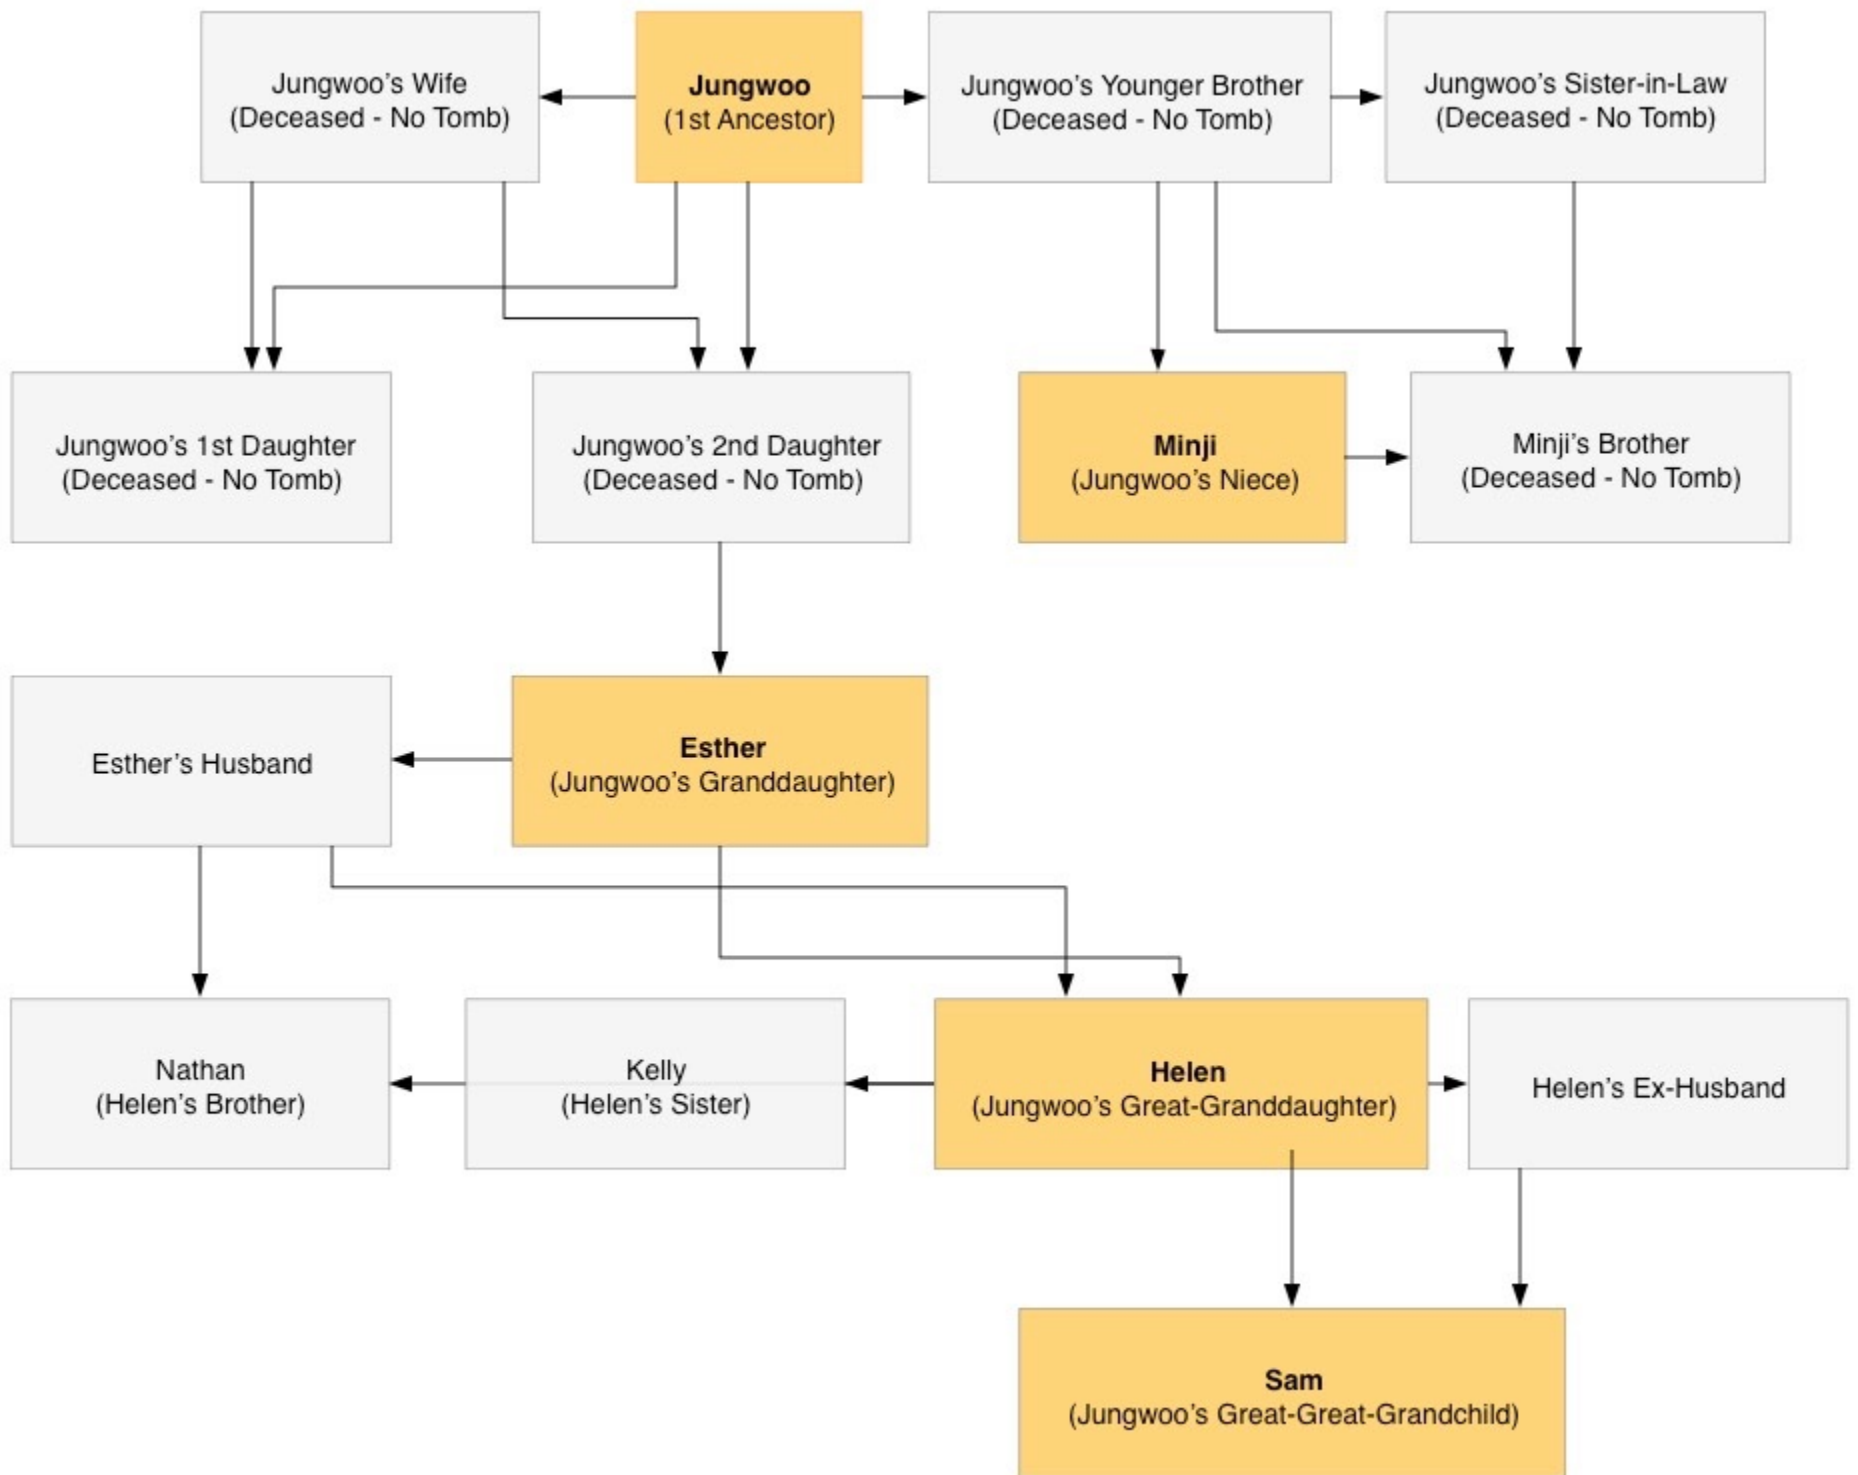 Jungwoo’s Wife
(Deceased - No Tomb)
Jungwoo
(1st Ancestor)
Jungwoo’s Younger Brother
(Deceased - No Tomb)
Jungwoo’s Sister-in-Law
(Deceased - No Tomb)
Jungwoo’s 1st Daughter
(Deceased - No Tomb)
Jungwoo’s 2nd Daughter
(Deceased - No Tomb)
Minji
(Jungwoo’s Niece)
Minji’s Brother
(Deceased - No Tomb)
Esther’s Husband
Esther
(Jungwoo’s Granddaughter)
Nathan
(Helen’s Brother)
Kelly
(Helen’s Sister)
Helen
(Jungwoo’s Great-Granddaughter)
Helen’s Ex-Husband
Sam
(Jungwoo’s Great-Great-Grandchild)